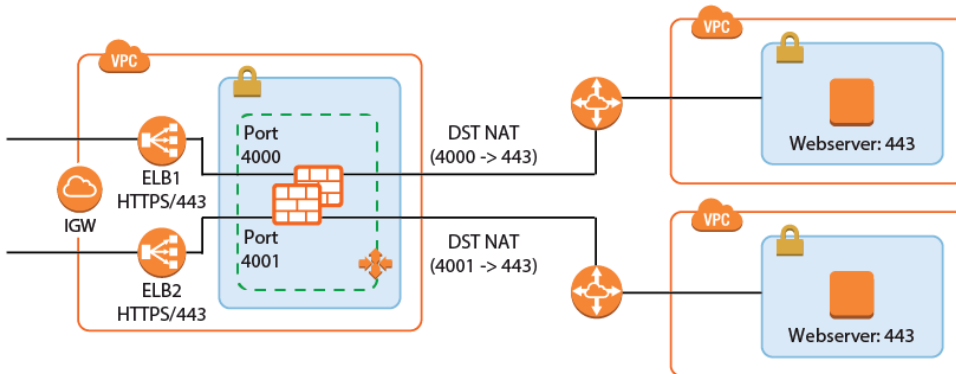 VPC
Port
4000
DST NAT
(4000 -> 443)
ELB1
HTTPS/443
IGW
Port
4001
DST NAT
(4001 -> 443)
ELB2
HTTPS/443
VPC
Webserver: 443
VPC
Webserver: 443